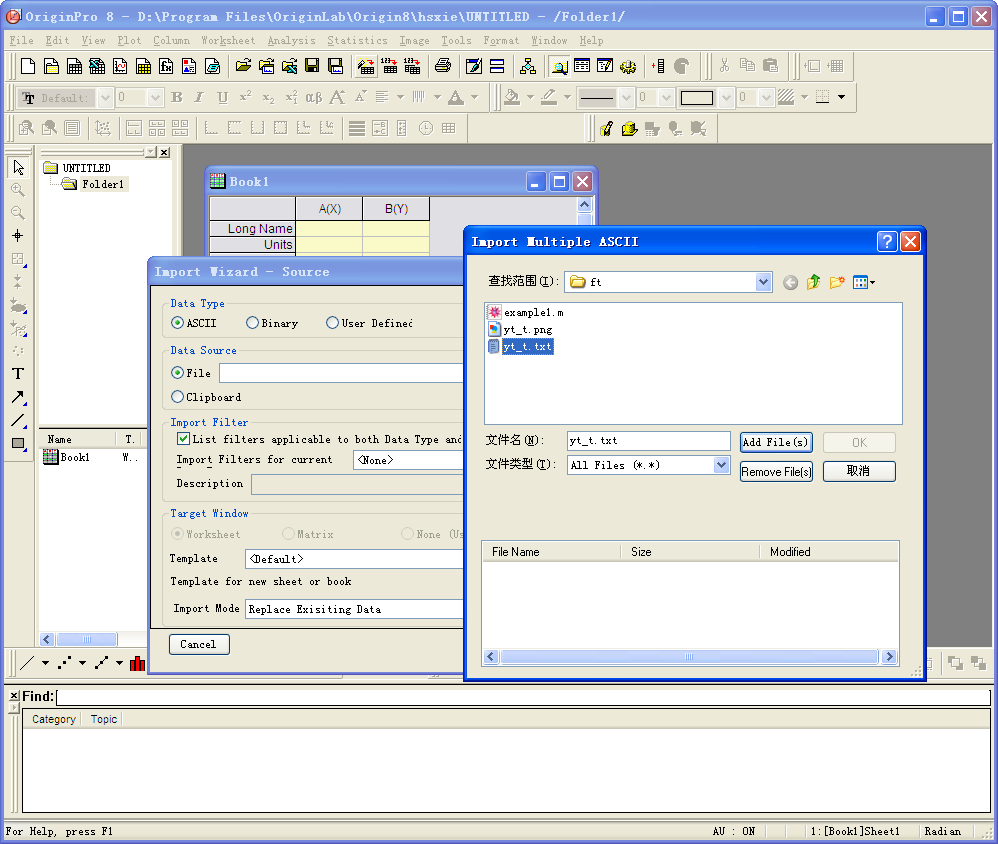 OriginPro 8 - D:\Program Files\OriginLab\Origin8\hsxie\UNTITLED - /Folder1/
File Edit View Plot Column Worksheet Analysis Statistics Image Tools Format Window Help
Default: 0 B I U x² x₂ x₁² αβ A A A 0 0
UNTITLED
Folder1
Name T.
Book1 W..
Book1
A(X) B(Y)
Long Name
Units
Import Wizard - Source
Data Type
ASCII Binary User Defined
Data Source
File
Clipboard
Import Filter
List filters applicable to both Data Type and
Import Filters for current <None>
Description
Target Window
Worksheet Matrix None (Us
Template <Default>
Template for new sheet or book
Import Mode Replace Exisiting Data
Cancel
Import Multiple ASCII
查找范围(I): ft
example1.m
yt_t.png
yt_t.txt
文件名(N): yt_t.txt Add File(s) OK
文件类型(T): All Files (*.*) Remove File(s) 取消
File Name Size Modified
Find:
Category Topic
For Help, press F1 AU : ON 1:[Book1]Sheet1 Radian